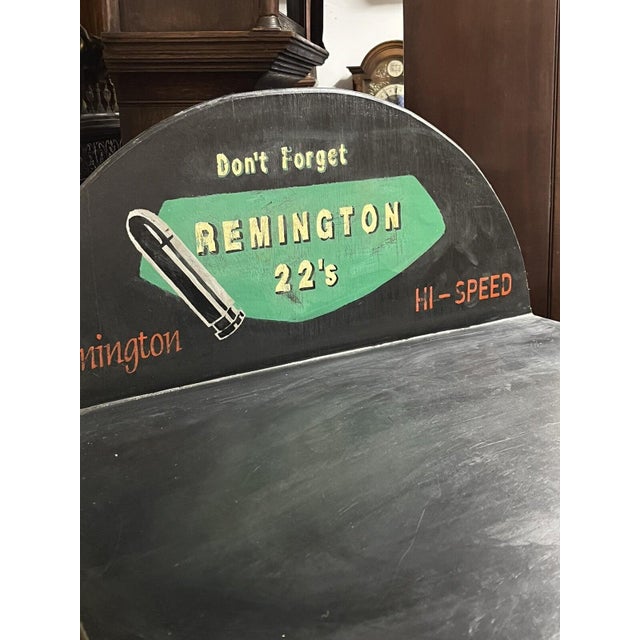 Don't Forget
REMINGTON
22's
HI-SPEED
mington